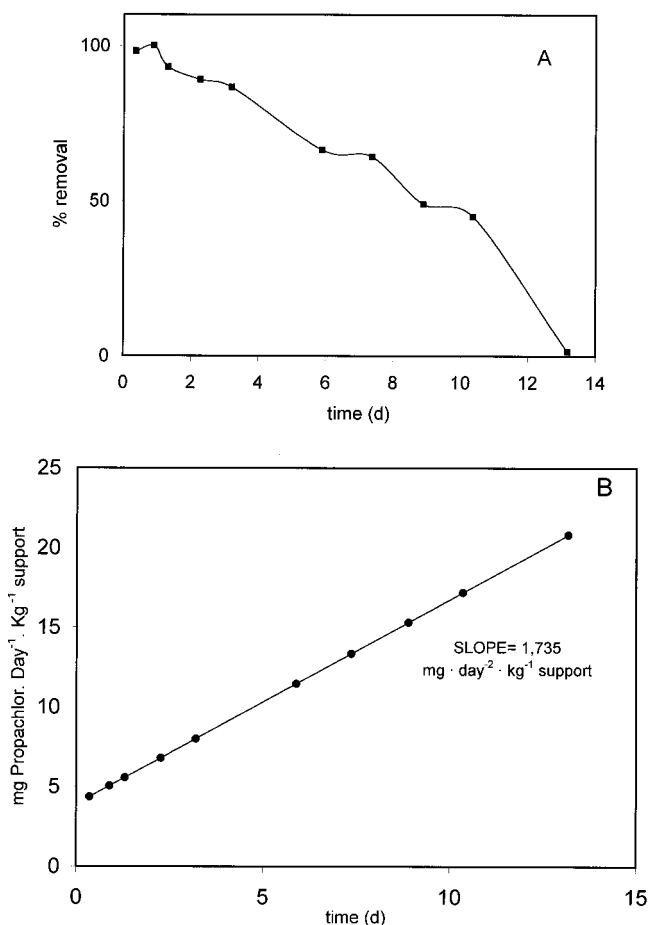 A
100
50
0
% removal
0 2 4 6 8 10 12 14
time (d)
B
25
20
15
10
5
0
mg Propachlor. Day⁻¹ . Kg⁻¹ support
SLOPE= 1,735
mg · day⁻² · kg⁻¹ support
0 5 10 15
time (d)